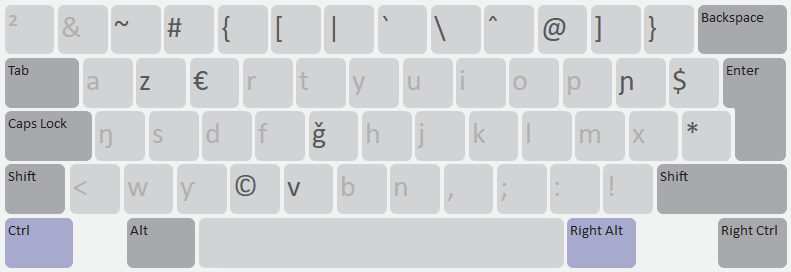 ² & ~ # { [ | ` \ ^ @ ] } Backspace
Tab a z € r t y u i o p ɲ $ Enter
Caps Lock ŋ s d f ğ h j k l m x *
Shift < w ƴ © v b n , ; : ! Shift
Ctrl Alt Right Alt Right Ctrl